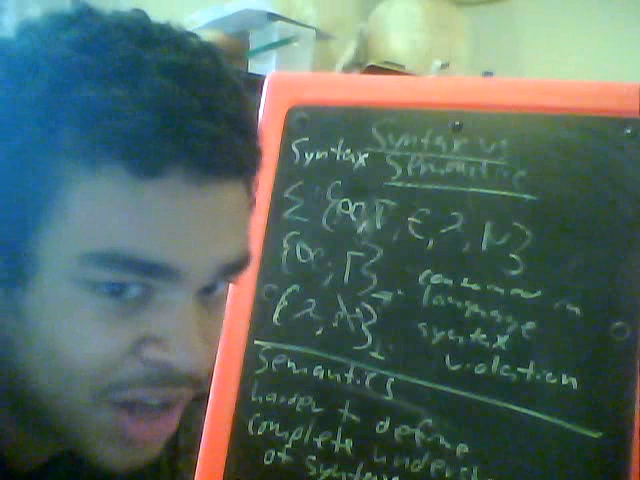 Syntax vs
Semantics
Syntax
Σ {∞, Γ, ε, λ, N}
{∞, Γ}
{λ, λ}
common in
language
syntax
violation
Semantics
harder to define
complete underst
of Syntax